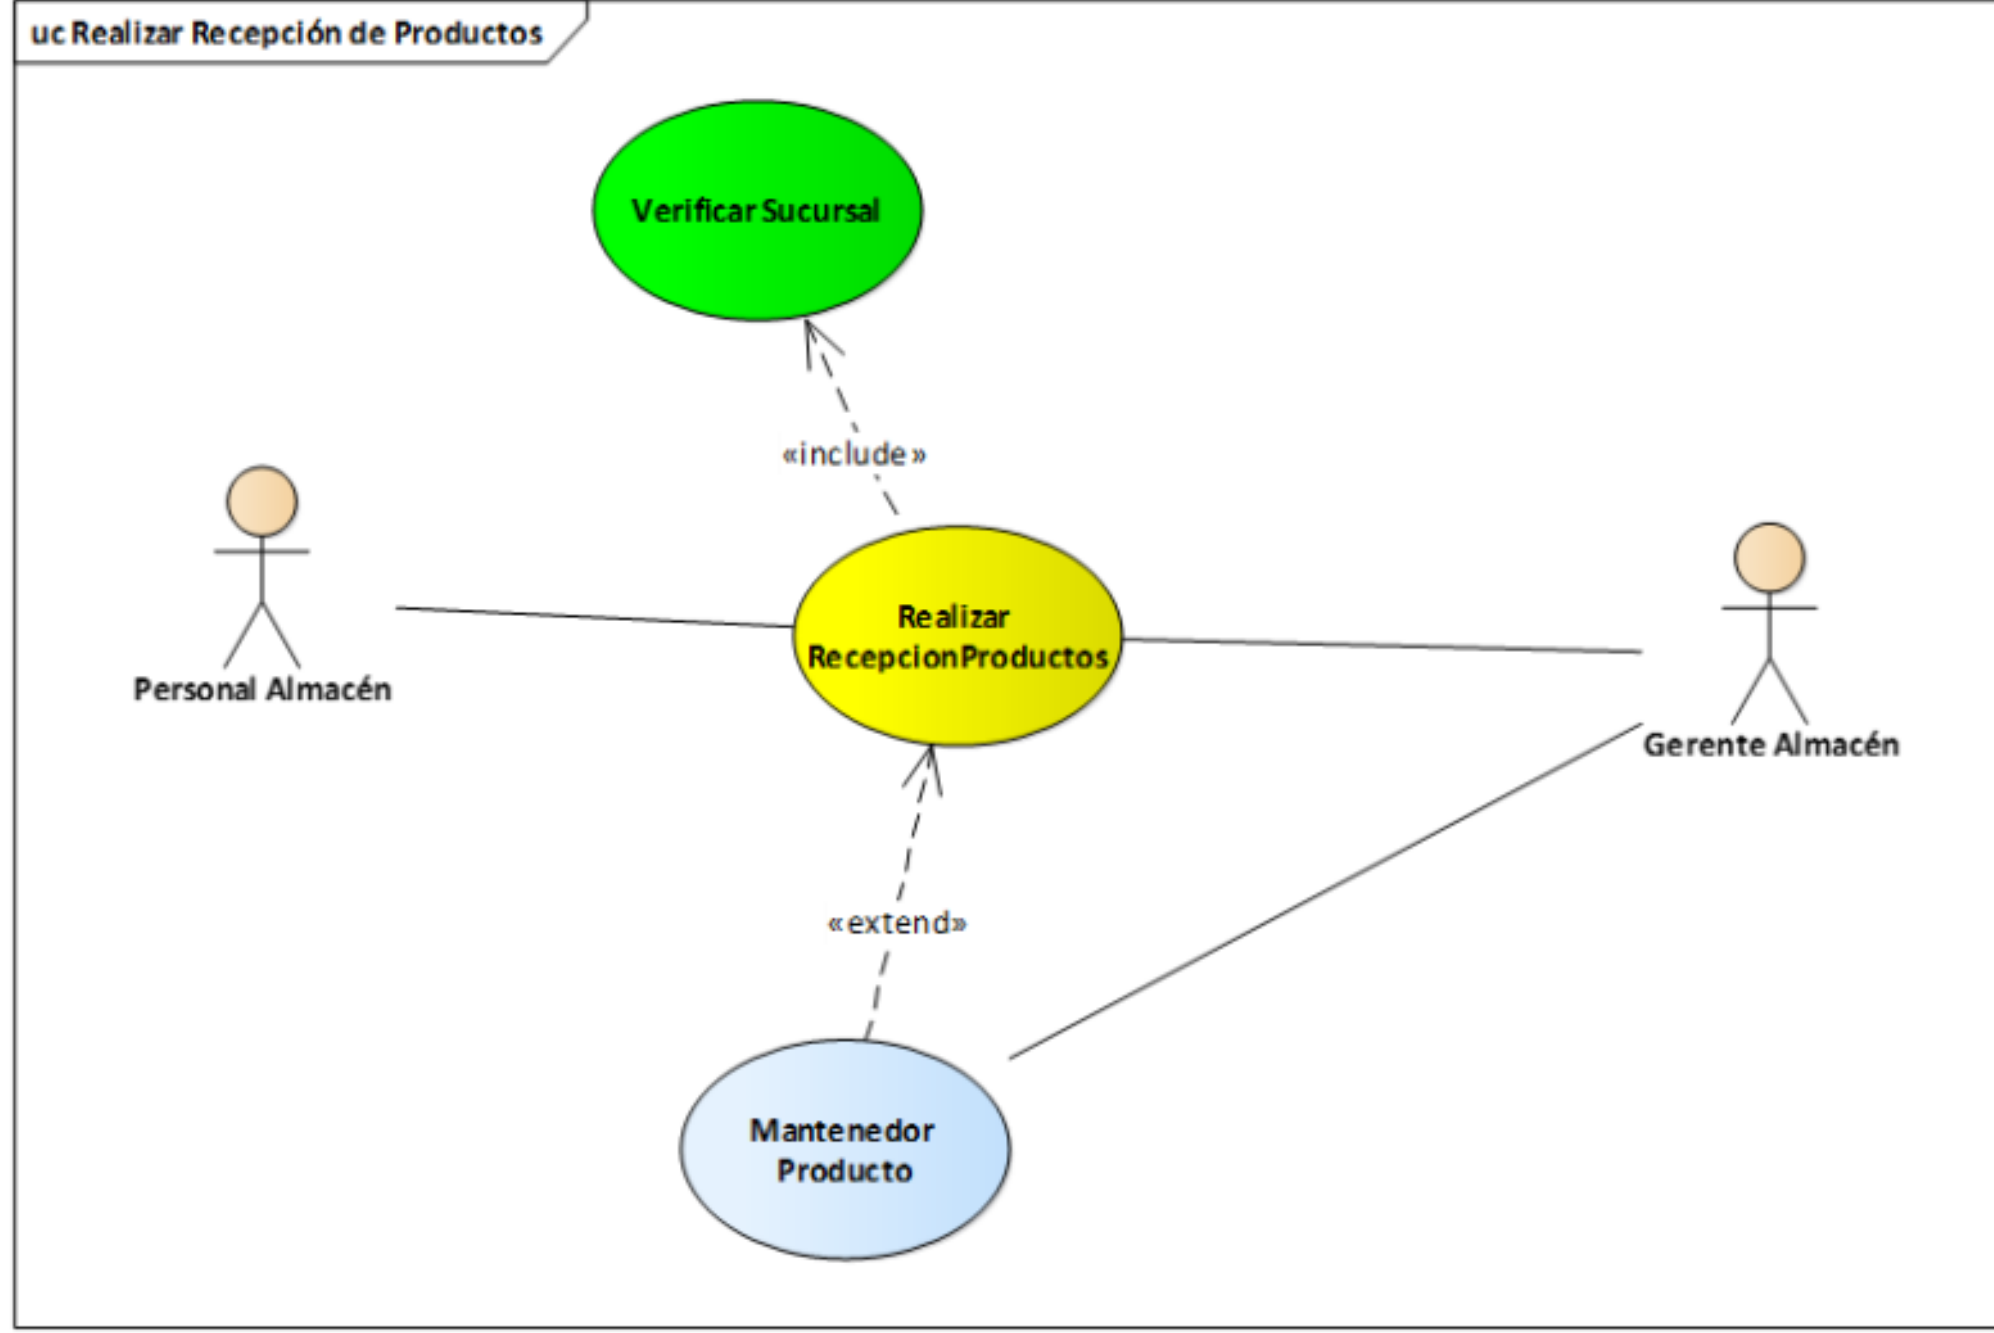 uc Realizar Recepción de Productos
Verificar Sucursal
«include»
Realizar
RecepcionProductos
Personal Almacén
Gerente Almacén
«extend»
Mantenedor
Producto